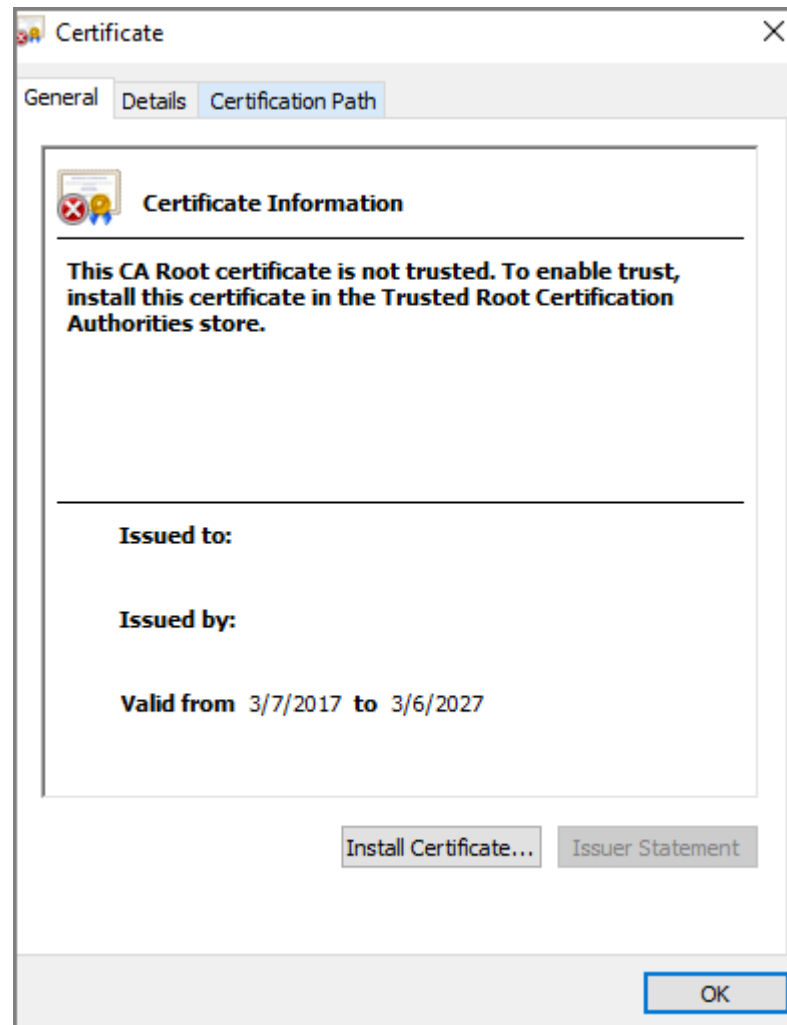 Certificate
General Details Certification Path
Certificate Information
This CA Root certificate is not trusted. To enable trust,
install this certificate in the Trusted Root Certification
Authorities store.
Issued to:
Issued by:
Valid from 3/7/2017 to 3/6/2027
Install Certificate... Issuer Statement
OK